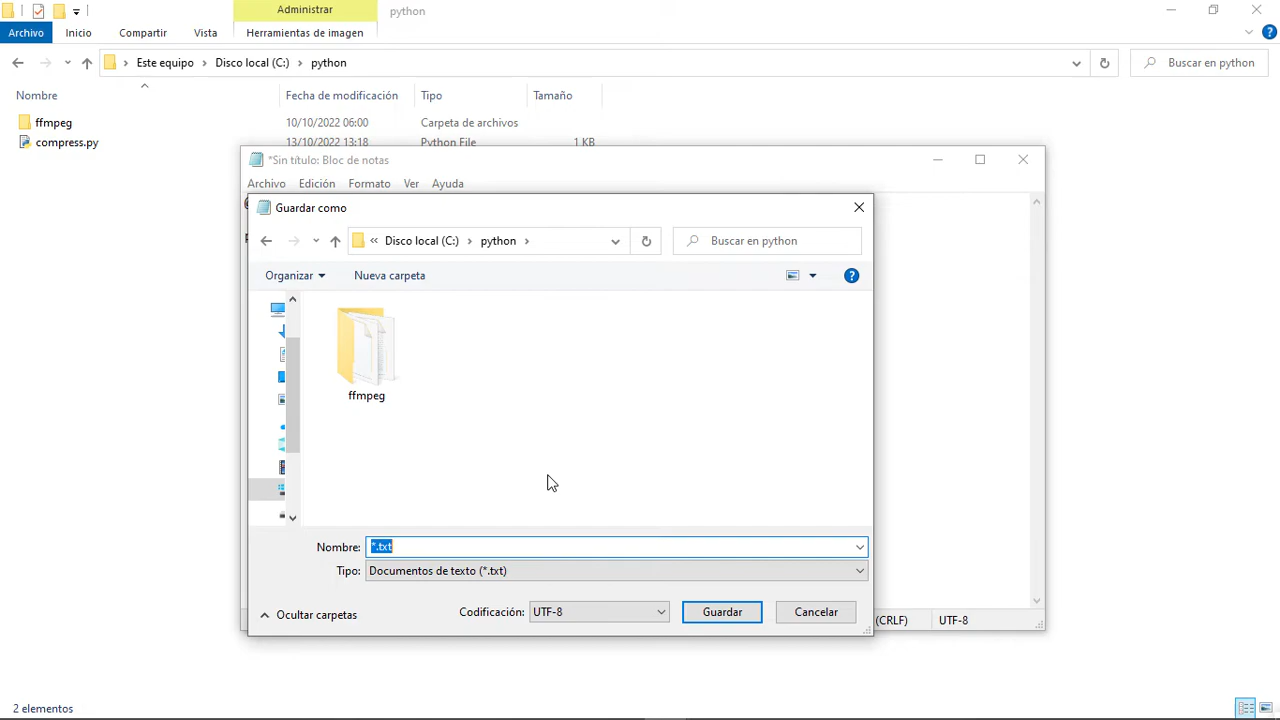 Administrar
python
Archivo Inicio Compartir Vista Herramientas de imagen
Este equipo Disco local (C:) python Buscar en python
Nombre Fecha de modificación Tipo Tamaño
ffmpeg 10/10/2022 06:00 Carpeta de archivos
compress.py 13/10/2022 13:18 Python File 1 KB
*Sin título: Bloc de notas
Archivo Edición Formato Ver Ayuda
Guardar como
« Disco local (C:) python Buscar en python
Organizar Nueva carpeta
ffmpeg
Nombre: *.txt
Tipo: Documentos de texto (*.txt)
Ocultar carpetas Codificación: UTF-8 Guardar Cancelar
(CRLF) UTF-8
2 elementos